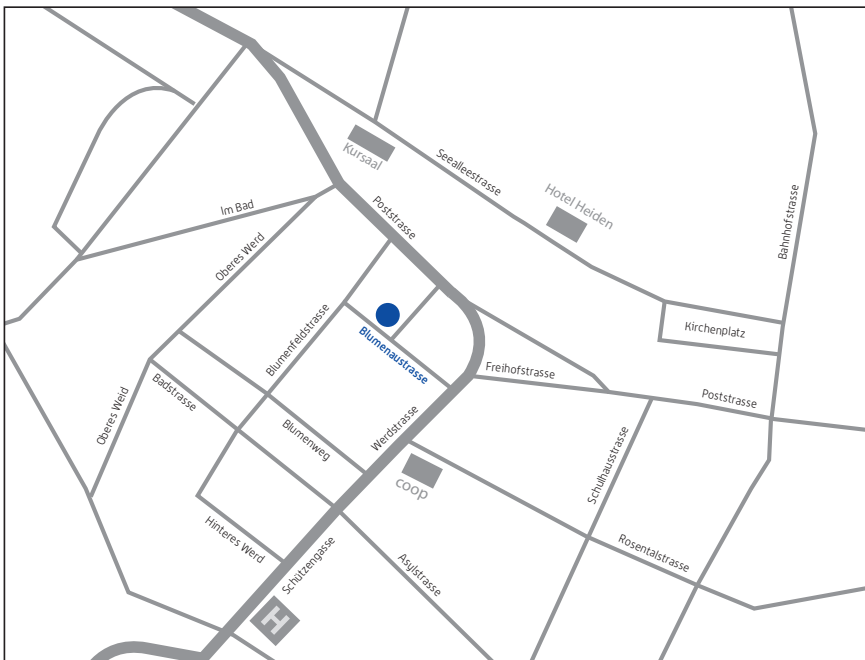 Kursaal
Seealleestrasse
Hotel Heiden
Bahnhofstrasse
Im Bad
Poststrasse
Oberes Werd
Blumenfeldstrasse
Kirchenplatz
Blumenaustrasse
Freihofstrasse
Badstrasse
Poststrasse
Oberes Weid
Blumenweg
Werdstrasse
Schulhausstrasse
coop
Hinteres Werd
Rosentalstrasse
Schützengasse
Asylstrasse
H